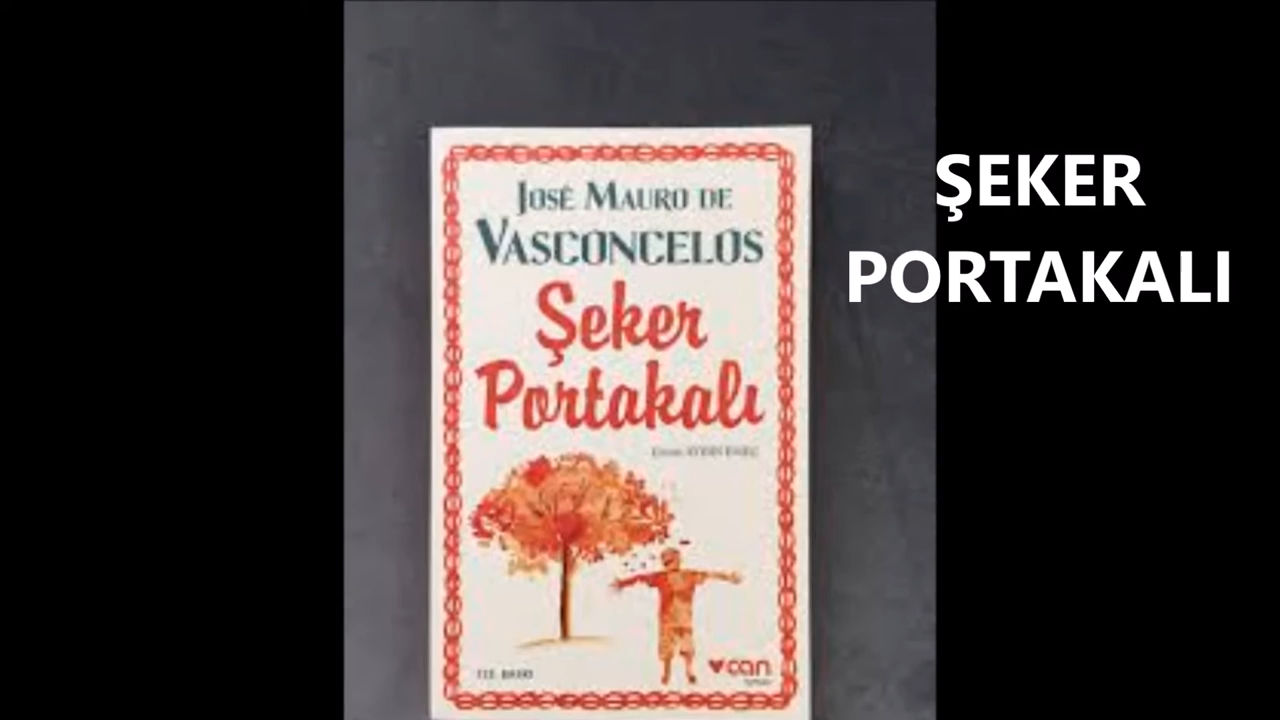 JOSÉ MAURO DE
VASCONCELOS
Şeker
Portakalı
can
ŞEKER
PORTAKALI